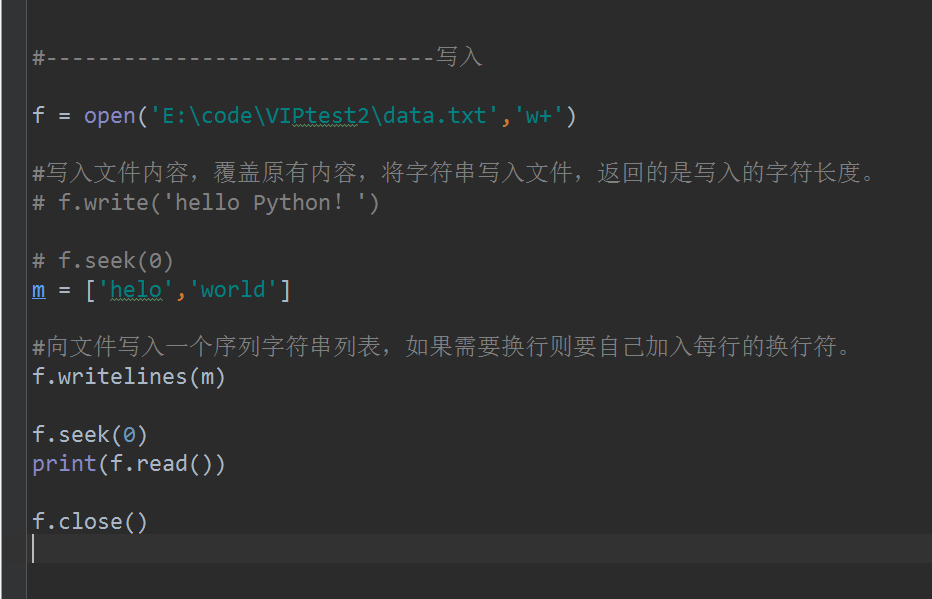 #------------------------------写入
f = open('E:\code\VIPtest2\data.txt','w+')
#写入文件内容，覆盖原有内容，将字符串写入文件，返回的是写入的字符长度。
# f.write('hello Python！')
# f.seek(0)
m = ['helo','world']
#向文件写入一个序列字符串列表，如果需要换行则要自己加入每行的换行符。
f.writelines(m)
f.seek(0)
print(f.read())
f.close()